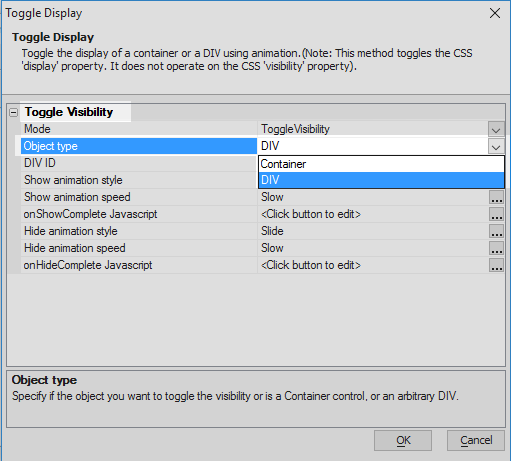 Toggle Display
Toggle Display
Toggle the display of a container or a DIV using animation.(Note: This method toggles the CSS
'display' property. It does not operate on the CSS 'visibility' property).
Toggle Visibility
Mode ToggleVisibility
Object type DIV
DIV ID Container
Show animation style DIV
Show animation speed Slow ...
onShowComplete Javascript <Click button to edit> ...
Hide animation style Slide ...
Hide animation speed Slow ...
onHideComplete Javascript <Click button to edit> ...
Object type
Specify if the object you want to toggle the visibility or is a Container control, or an arbitrary DIV.
OK Cancel